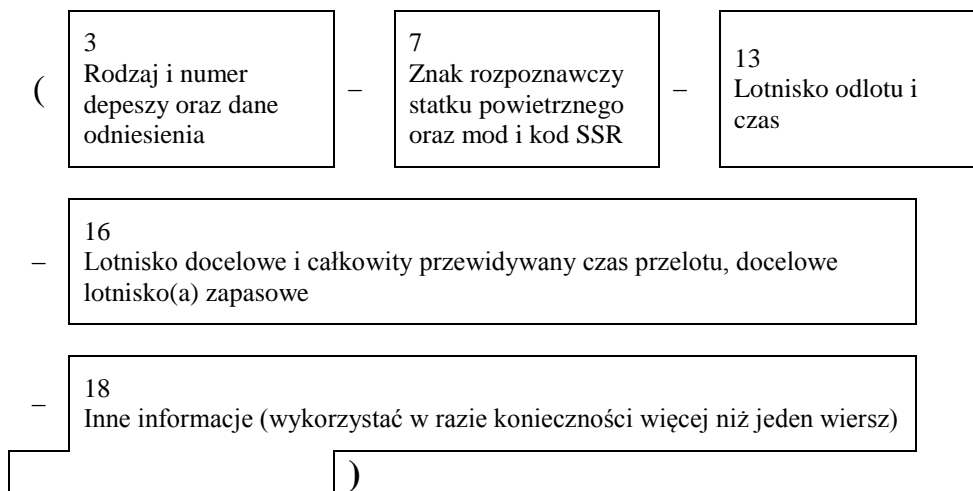 (
3
Rodzaj i numer
depeszy oraz dane
odniesienia
–
7
Znak rozpoznawczy
statku powietrznego
oraz mod i kod SSR
–
13
Lotnisko odlotu i
czas
–
16
Lotnisko docelowe i całkowity przewidywany czas przelotu, docelowe
lotnisko(a) zapasowe
–
18
Inne informacje (wykorzystać w razie konieczności więcej niż jeden wiersz)
)